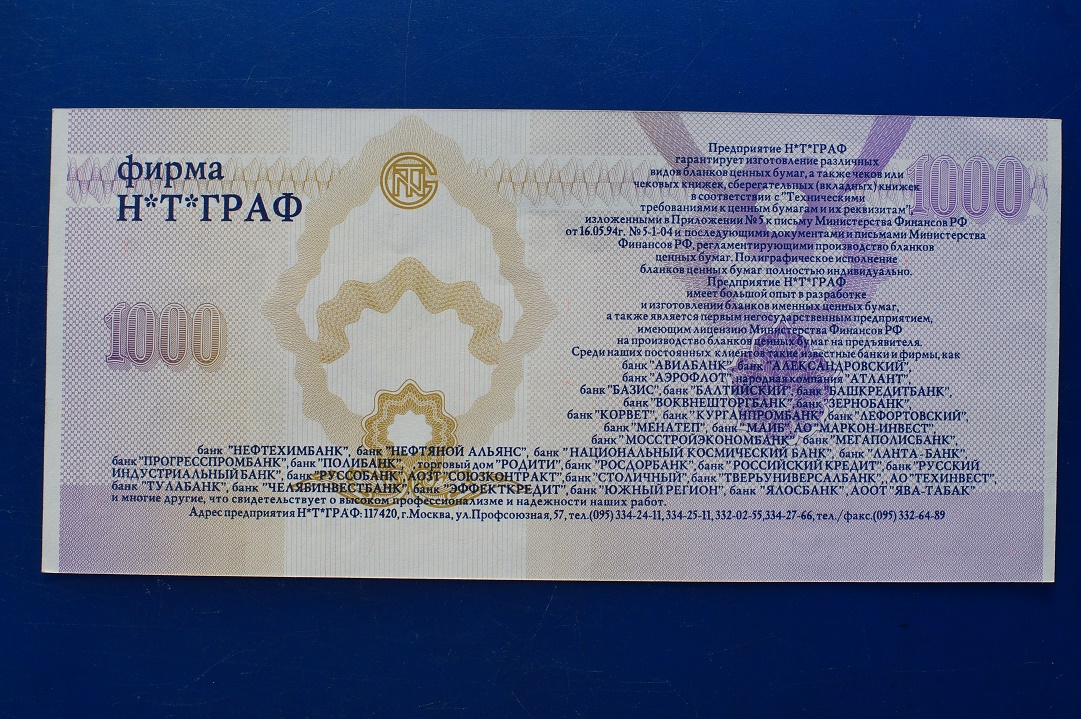 фирма
Н*Т*ГРАФ
1000
1000
Предприятие Н*Т*ГРАФ
гарантирует изготовление различных
видов бланков ценных бумаг, а также чеков или
чековых книжек, сберегательных (вкладных) книжек
в соответствии с "Техническими
требованиями к ценным бумагам и их реквизитам",
изложенными в Приложении №5 к письму Министерства Финансов РФ
от 16.05.94г. №5-1-04 и последующими документами и письмами Министерства
Финансов РФ, регламентирующими производство бланков
ценных бумаг. Полиграфическое исполнение
бланков ценных бумаг полностью индивидуально.
Предприятие Н*Т*ГРАФ
имеет большой опыт в разработке
и изготовлении бланков именных ценных бумаг,
а также является первым негосударственным предприятием,
имеющим лицензию Министерства Финансов РФ
на производство бланков ценных бумаг на предъявителя.
Среди наших постоянных клиентов такие известные банки и фирмы, как
банк "АВИАБАНК", банк "АЛЕКСАНДРОВСКИЙ",
банк "АЭРОФЛОТ", народная компания "АТЛАНТ",
банк "БАЗИС", банк "БАЛТИЙСКИЙ", банк "БАШКРЕДИТБАНК",
банк "ВОКВНЕШТОРГБАНК", банк "ЗЕРНОБАНК",
банк "КОРВЕТ", банк "КУРГАНПРОМБАНК", банк "ЛЕФОРТОВСКИЙ",
банк "МЕНАТЕП", банк "МАИБ", АО "МАРКОН-ИНВЕСТ",
банк "МОССТРОЙЭКОНОМБАНК", банк "МЕГАПОЛИСБАНК",
банк "НЕФТЕХИМБАНК", банк "НЕФТЯНОЙ АЛЬЯНС", банк "НАЦИОНАЛЬНЫЙ КОСМИЧЕСКИЙ БАНК", банк "ЛАНТА-БАНК",
банк "ПРОГРЕССПРОМБАНК", банк "ПОЛИБАНК", торговый дом "РОДИТИ", банк "РОСДОРБАНК", банк "РОССИЙСКИЙ КРЕДИТ", банк "РУССКИЙ
ИНДУСТРИАЛЬНЫЙ БАНК", банк "РУССОБАНК", АОЗТ "СОЮЗКОНТРАКТ", банк "СТОЛИЧНЫЙ", банк "ТВЕРЬУНИВЕРСАЛБАНК", АО "ТЕХИНВЕСТ",
банк "ТУЛАБАНК", банк "ЧЕЛЯБИНВЕСТБАНК", банк "ЭФФЕКТКРЕДИТ", банк "ЮЖНЫЙ РЕГИОН", банк "ЯЛОСБАНК", АООТ "ЯВА-ТАБАК"
и многие другие, что свидетельствует о высоком профессионализме и надежности наших работ.
Адрес предприятия Н*Т*ГРАФ: 117420, г.Москва, ул.Профсоюзная, 57, тел.(095) 334-24-11, 334-25-11, 332-02-55, 334-27-66, тел./факс.(095) 332-64-89